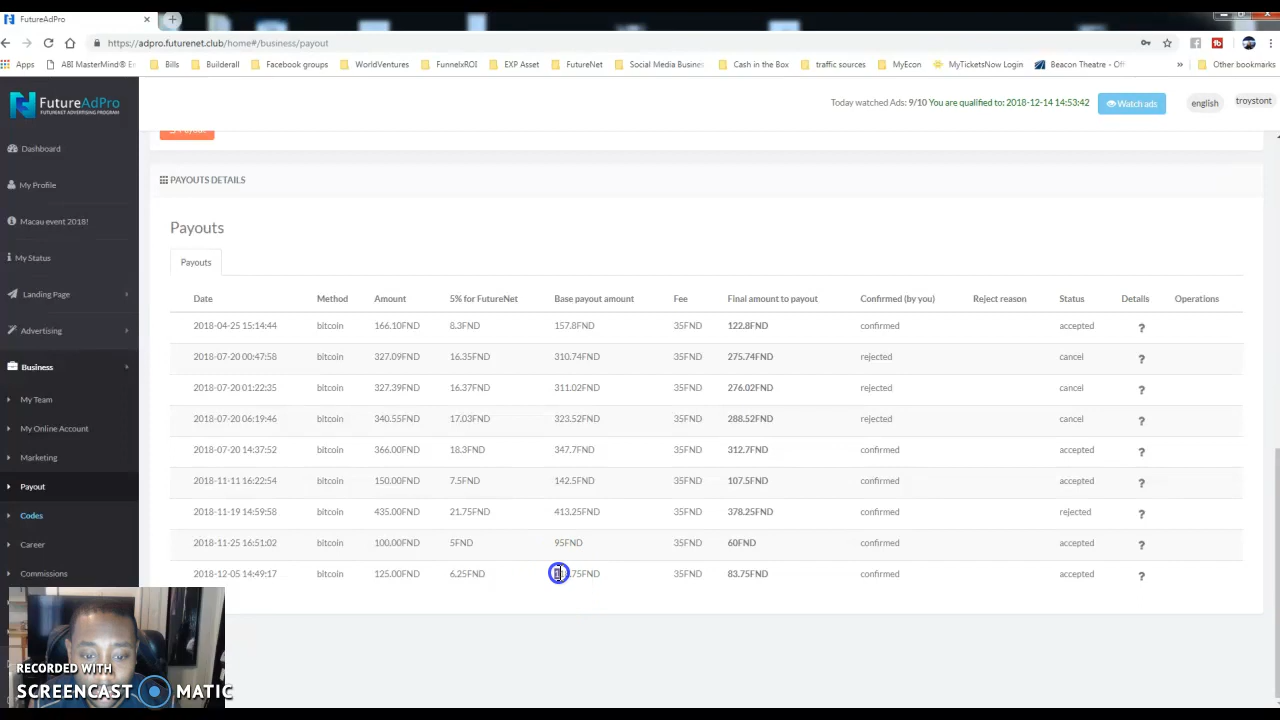 FutureAdPro
https://adpro.futurenet.club/home#/business/payout
Apps ABI MasterMind® Er Bills Builderall Facebook groups WorldVentures FunnelxROI EXP Asset FutureNet Social Media Busines Cash in the Box traffic sources MyEcon MyTicketsNow Login Beacon Theatre - Off » Other bookmarks
FutureAdPro
FUTURENET ADVERTISING PROGRAM
Today watched Ads: 9/10 You are qualified to: 2018-12-14 14:53:42 Watch ads english troystont
Dashboard
My Profile
Macau event 2018!
My Status
Landing Page
Advertising
Business
My Team
My Online Account
Marketing
Payout
Codes
Career
Commissions
Payout
PAYOUTS DETAILS
Payouts
Payouts
Date Method Amount 5% for FutureNet Base payout amount Fee Final amount to payout Confirmed (by you) Reject reason Status Details Operations
2018-04-25 15:14:44 bitcoin 166.10FND 8.3FND 157.8FND 35FND 122.8FND confirmed accepted ?
2018-07-20 00:47:58 bitcoin 327.09FND 16.35FND 310.74FND 35FND 275.74FND rejected cancel ?
2018-07-20 01:22:35 bitcoin 327.39FND 16.37FND 311.02FND 35FND 276.02FND rejected cancel ?
2018-07-20 06:19:46 bitcoin 340.55FND 17.03FND 323.52FND 35FND 288.52FND rejected cancel ?
2018-07-20 14:37:52 bitcoin 366.00FND 18.3FND 347.7FND 35FND 312.7FND confirmed accepted ?
2018-11-11 16:22:54 bitcoin 150.00FND 7.5FND 142.5FND 35FND 107.5FND confirmed accepted ?
2018-11-19 14:59:58 bitcoin 435.00FND 21.75FND 413.25FND 35FND 378.25FND confirmed rejected ?
2018-11-25 16:51:02 bitcoin 100.00FND 5FND 95FND 35FND 60FND confirmed accepted ?
2018-12-05 14:49:17 bitcoin 125.00FND 6.25FND .75FND 35FND 83.75FND confirmed accepted ?
RECORDED WITH
SCREENCAST MATIC